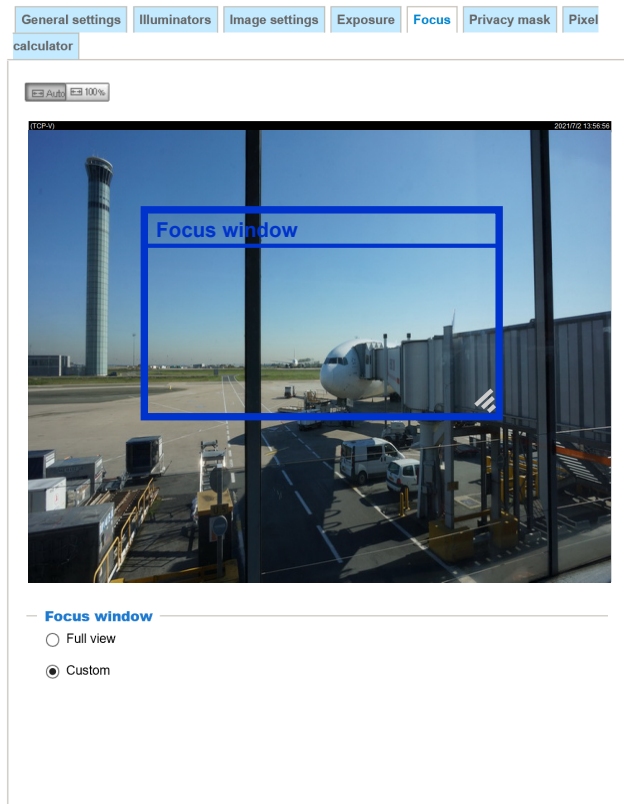 General settings Illuminators Image settings Exposure Focus Privacy mask Pixel
calculator
Auto 100%
(TCP-V) 2021/7/2 13:56:56
Focus window
Focus window
Full view
Custom